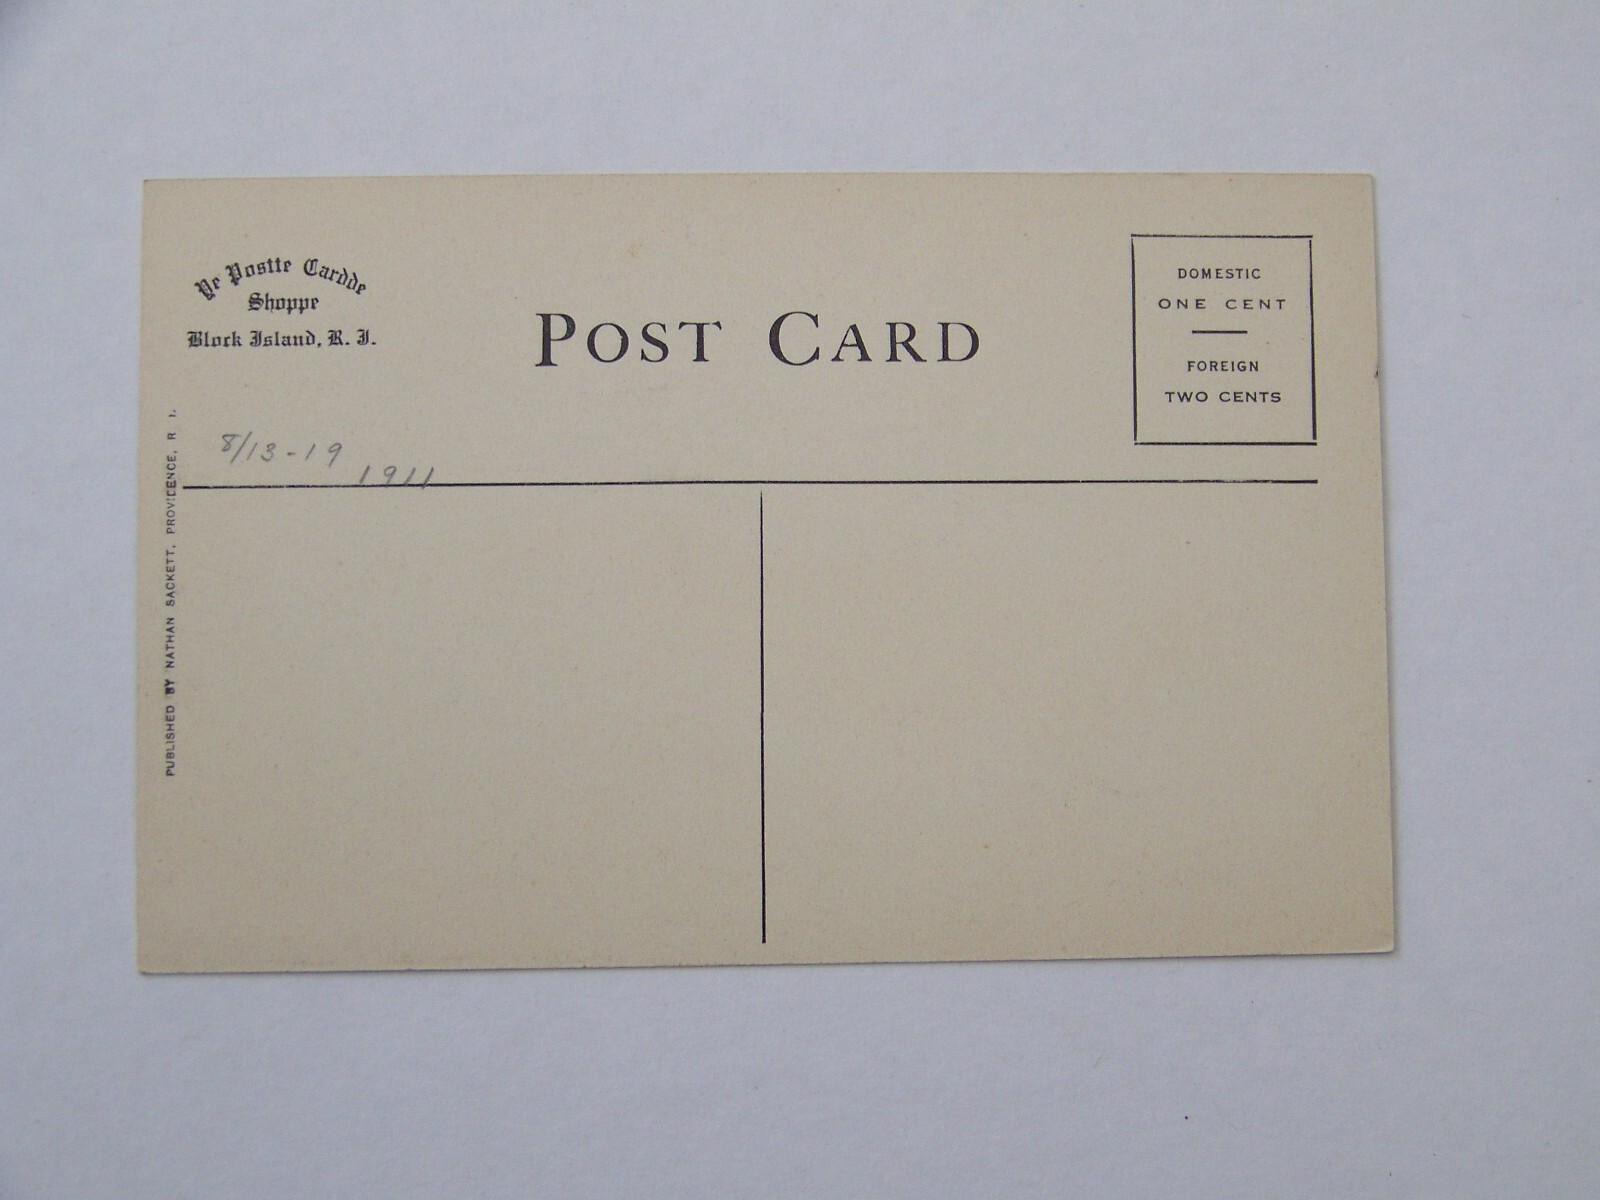 Ye Postte Cardde
Shoppe
Block Island, R. I.
POST CARD
DOMESTIC
ONE CENT
FOREIGN
TWO CENTS
8/13-19
1911
PUBLISHED BY NATHAN SACKETT, PROVIDENCE, R. I.